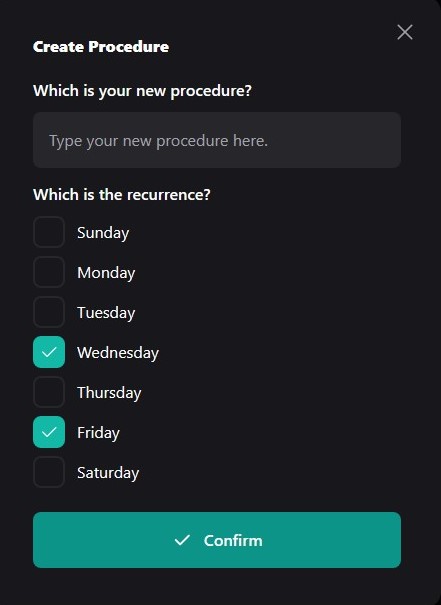 Create Procedure
Which is your new procedure?
Type your new procedure here.
Which is the recurrence?
Sunday
Monday
Tuesday
Wednesday
Thursday
Friday
Saturday
Confirm